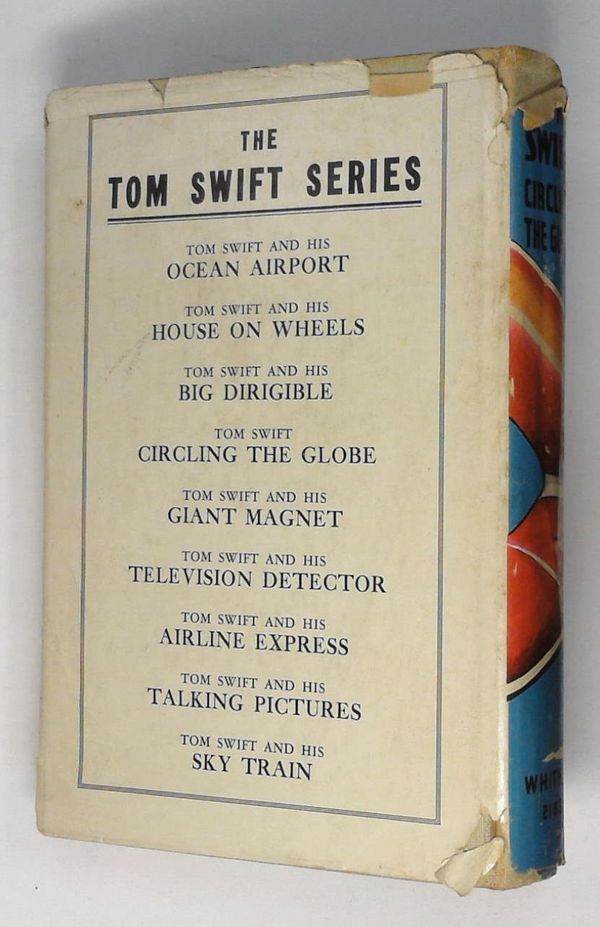 THE
TOM SWIFT SERIES
TOM SWIFT AND HIS
OCEAN AIRPORT
TOM SWIFT AND HIS
HOUSE ON WHEELS
TOM SWIFT AND HIS
BIG DIRIGIBLE
TOM SWIFT
CIRCLING THE GLOBE
TOM SWIFT AND HIS
GIANT MAGNET
TOM SWIFT AND HIS
TELEVISION DETECTOR
TOM SWIFT AND HIS
AIRLINE EXPRESS
TOM SWIFT AND HIS
TALKING PICTURES
TOM SWIFT AND HIS
SKY TRAIN
THE